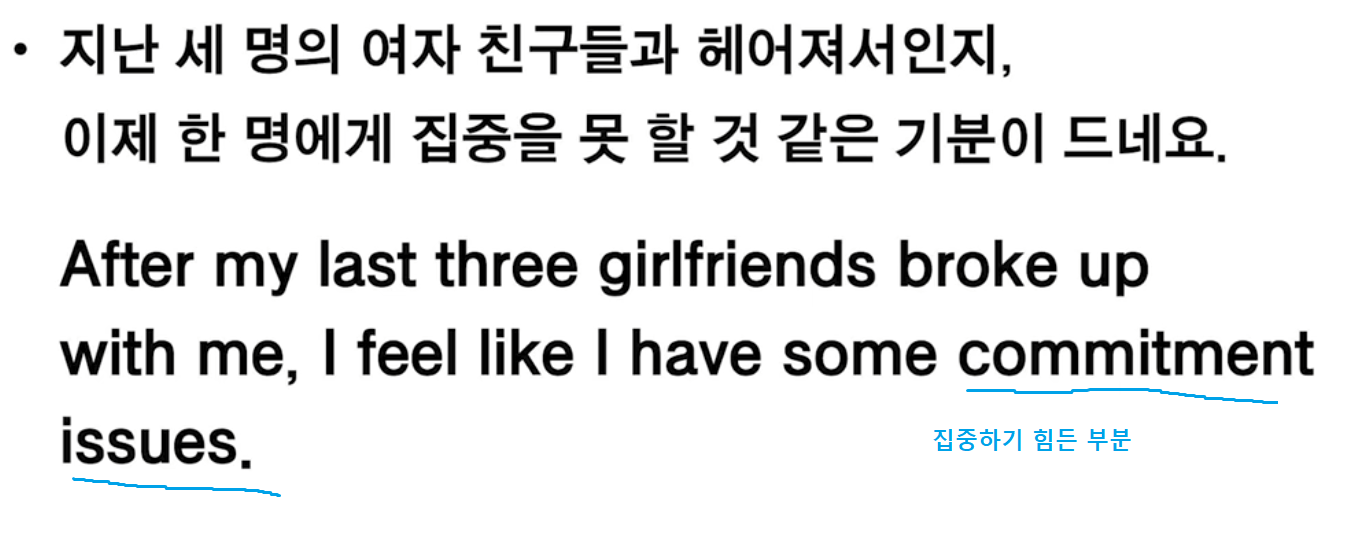 • 지난 세 명의 여자 친구들과 헤어져서인지,
이제 한 명에게 집중을 못 할 것 같은 기분이 드네요.
After my last three girlfriends broke up
with me, I feel like I have some commitment
issues.
집중하기 힘든 부분